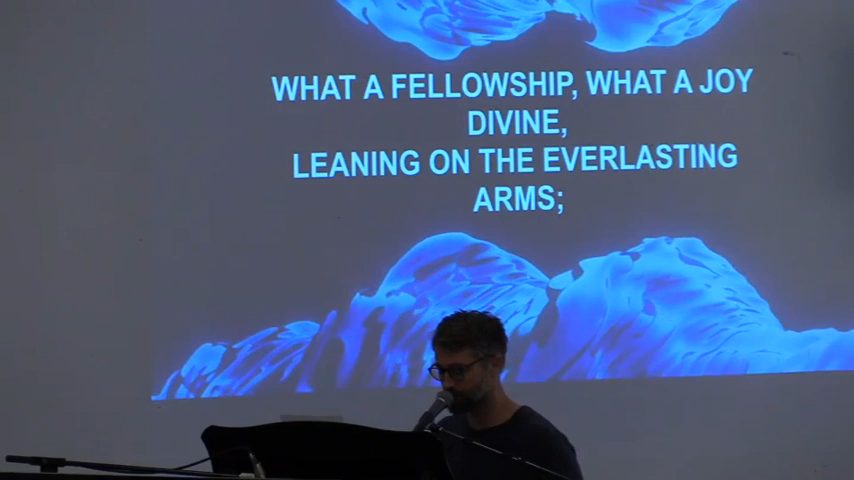 WHAT A FELLOWSHIP, WHAT A JOY
DIVINE,
LEANING ON THE EVERLASTING
ARMS;